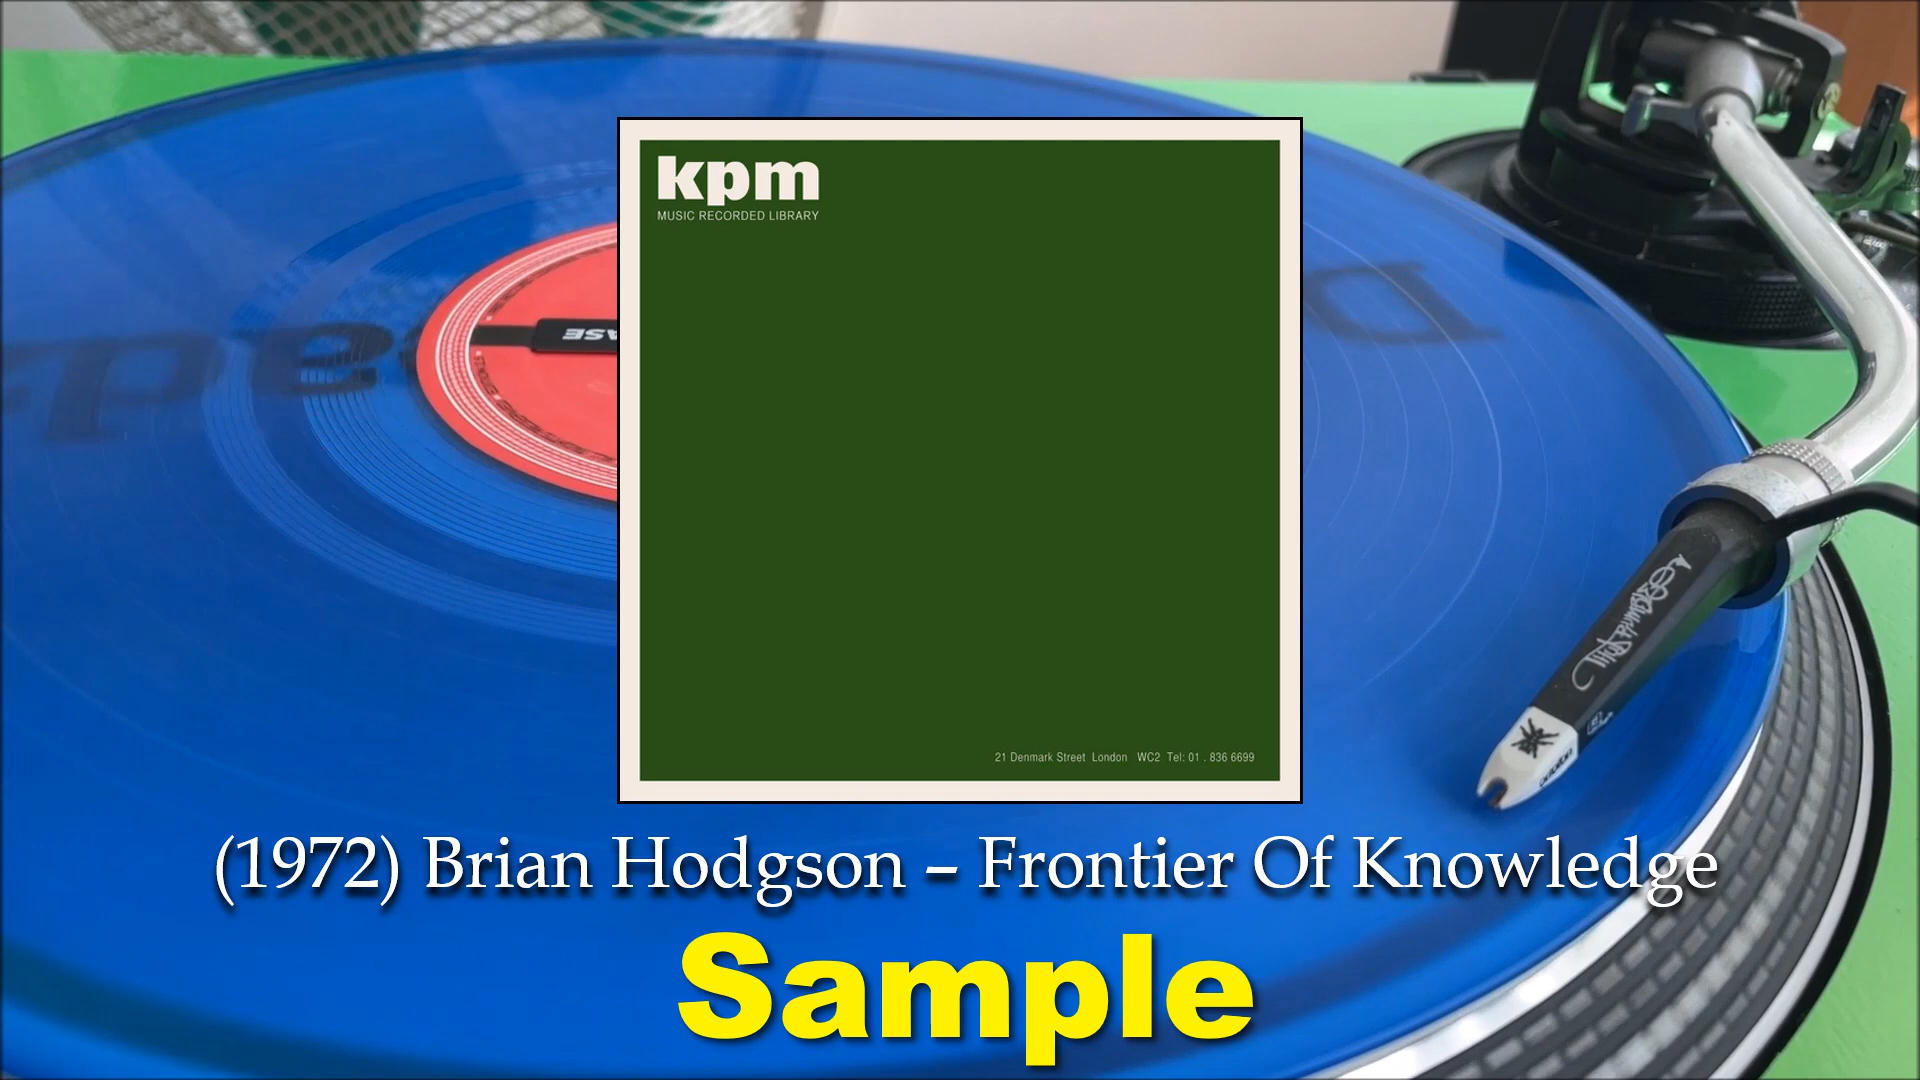 kpm
MUSIC RECORDED LIBRARY
21 Denmark Street London WC2 Tel: 01 . 836 6699
(1972) Brian Hodgson – Frontier Of Knowledge
Sample
ortofon